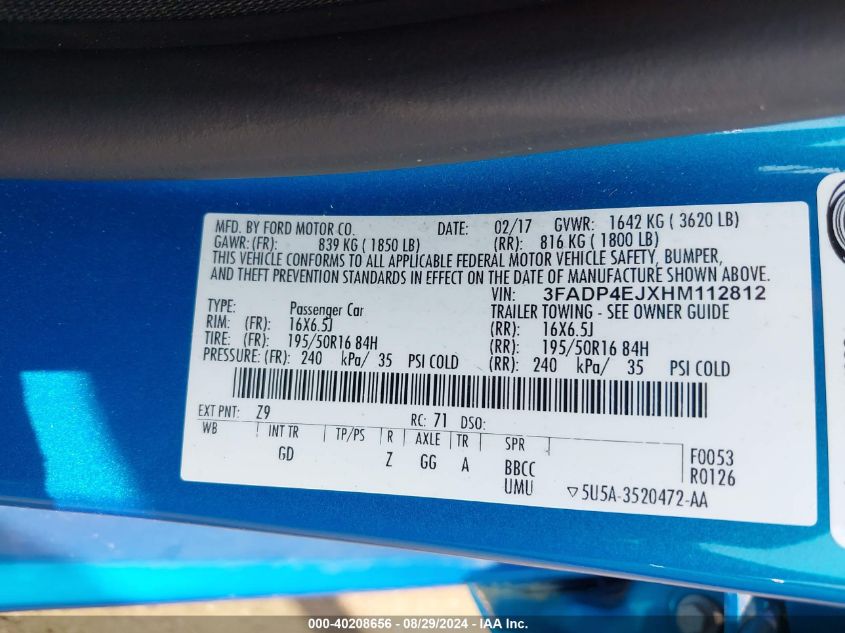 MFD. BY FORD MOTOR CO. DATE: 02/17 GVWR: 1642 KG ( 3620 LB)
GAWR: (FR): 839 KG ( 1850 LB) (RR): 816 KG ( 1800 LB)
THIS VEHICLE CONFORMS TO ALL APPLICABLE FEDERAL MOTOR VEHICLE SAFETY, BUMPER,
AND THEFT PREVENTION STANDARDS IN EFFECT ON THE DATE OF MANUFACTURE SHOWN ABOVE.
VIN: 3FADP4EJXHM112812
TYPE: Passenger Car TRAILER TOWING - SEE OWNER GUIDE
RIM: (FR): 16X6.5J (RR): 16X6.5J
TIRE: (FR): 195/50R16 84H (RR): 195/50R16 84H
PRESSURE: (FR): 240 kPa/ 35 PSI COLD (RR): 240 kPa/ 35 PSI COLD
EXT PNT: Z9 RC: 71 DSO:
WB INT TR TP/PS R AXLE TR SPR F0053
GD Z GG A BBCC R0126
UMU ▽5U5A-3520472-AA
000-40208656 - 08/29/2024 - IAA Inc.